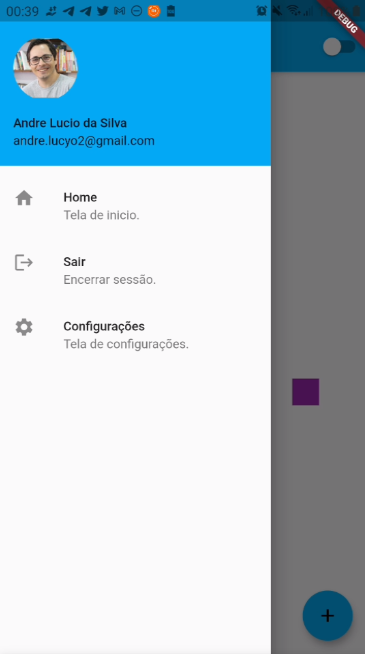 00:39
DEBUG
Andre Lucio da Silva
andre.lucyo2@gmail.com
Home
Tela de inicio.
Sair
Encerrar sessão.
Configurações
Tela de configurações.
+